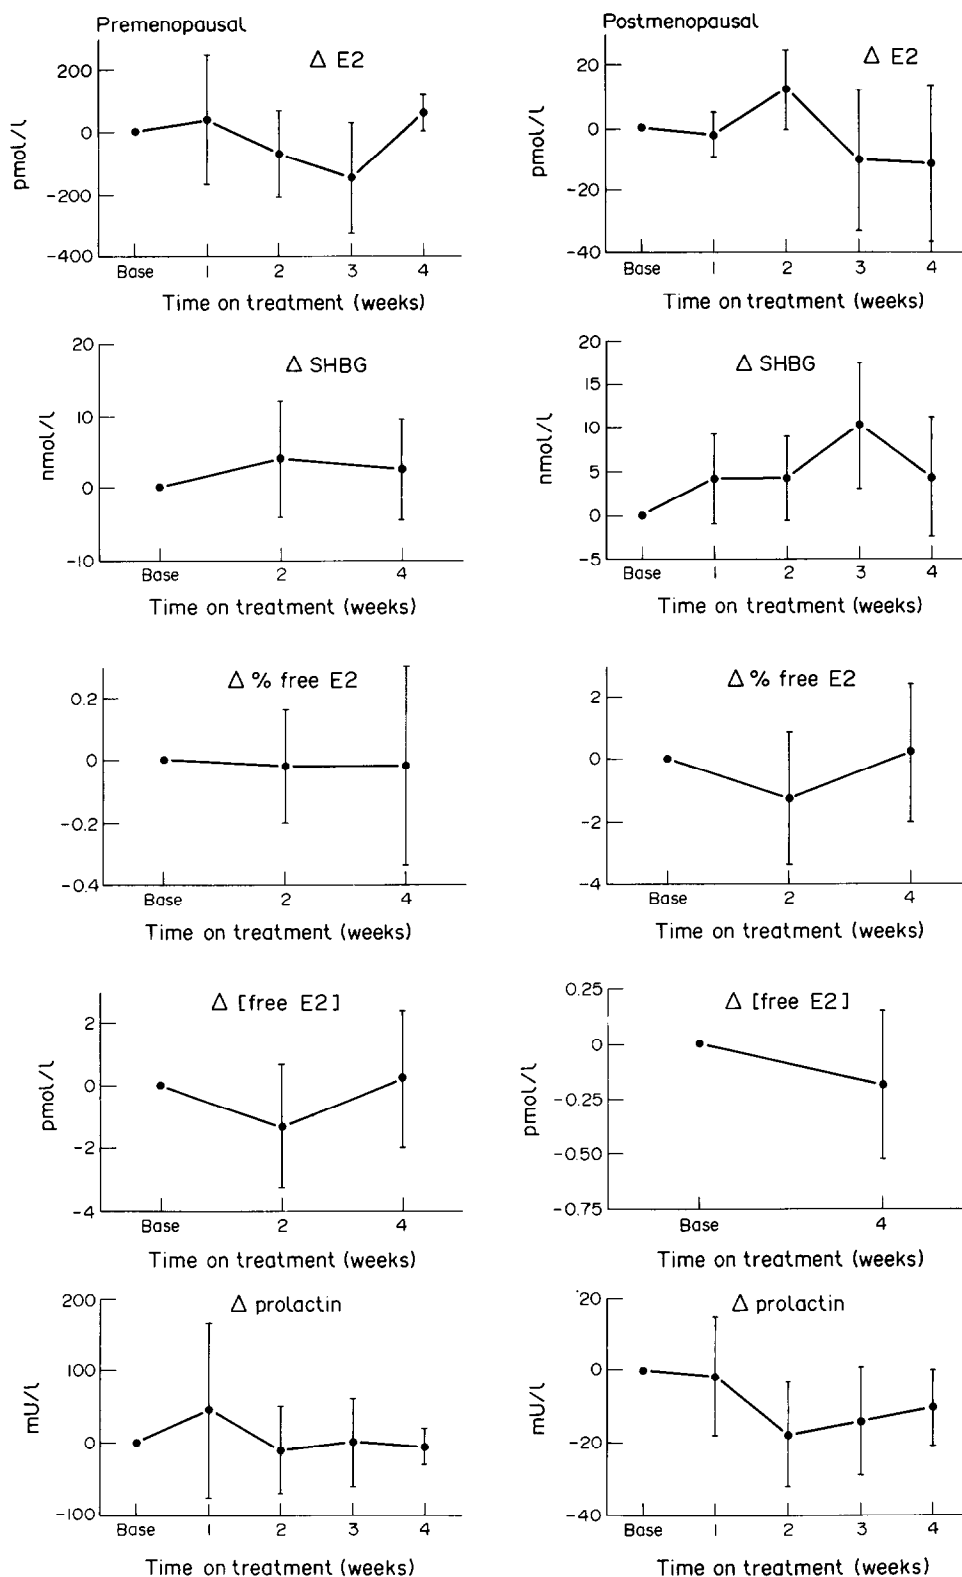 Premenopausal
Δ E2
200
0
-200
-400
pmol/l
Base 1 2 3 4
Time on treatment (weeks)
Postmenopausal
Δ E2
20
0
-20
-40
pmol/l
Base 1 2 3 4
Time on treatment (weeks)
Δ SHBG
20
10
0
-10
nmol/l
Base 2 4
Time on treatment (weeks)
Δ SHBG
20
15
10
5
0
-5
nmol/l
Base 1 2 3 4
Time on treatment (weeks)
Δ % free E2
0.2
0
-0.2
-0.4
Base 2 4
Time on treatment (weeks)
Δ % free E2
2
0
-2
-4
Base 2 4
Time on treatment (weeks)
Δ [free E2]
2
0
-2
-4
pmol/l
Base 2 4
Time on treatment (weeks)
Δ [free E2]
0.25
0
-0.25
-0.50
-0.75
pmol/l
Base 4
Time on treatment (weeks)
Δ prolactin
200
100
0
-100
mU/l
Base 1 2 3 4
Time on treatment (weeks)
Δ prolactin
-20
0
-20
-40
mU/l
Base 1 2 3 4
Time on treatment (weeks)